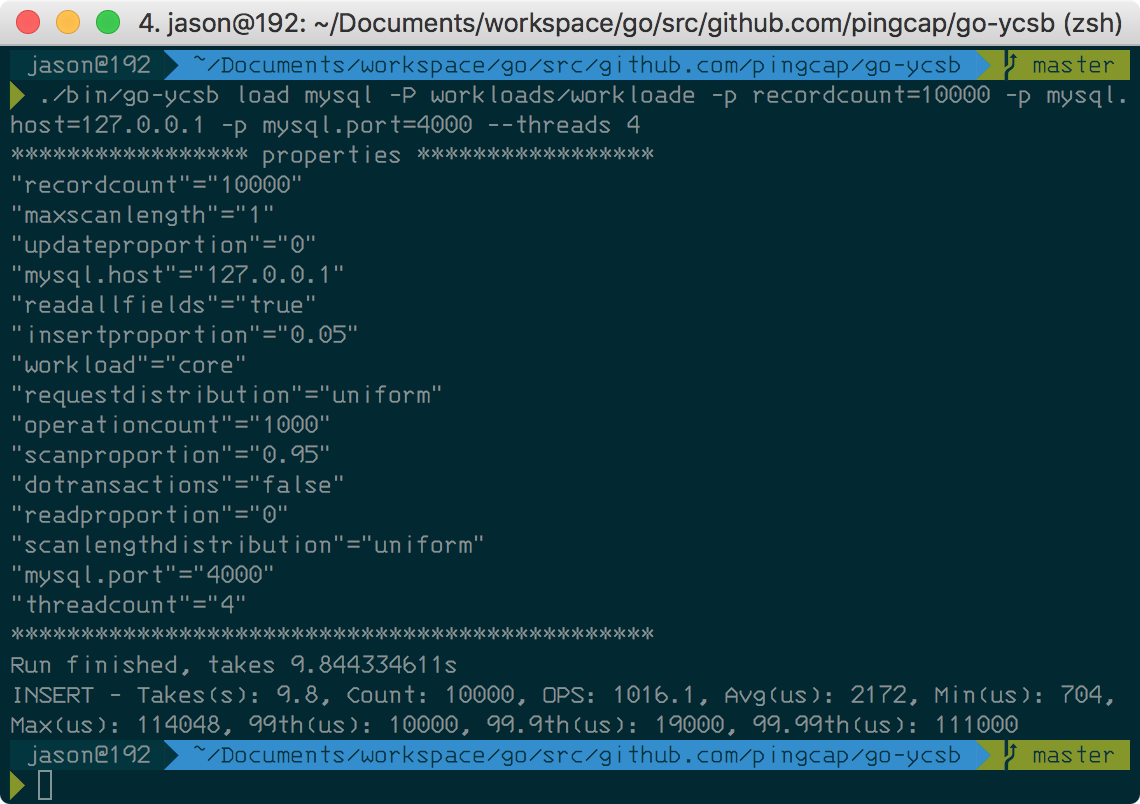 4. jason@192: ~/Documents/workspace/go/src/github.com/pingcap/go-ycsb (zsh)
jason@192 ~/Documents/workspace/go/src/github.com/pingcap/go-ycsb master
./bin/go-ycsb load mysql -P workloads/workloade -p recordcount=10000 -p mysql.
host=127.0.0.1 -p mysql.port=4000 --threads 4
***************** properties *****************
"recordcount"="10000"
"maxscanlength"="1"
"updateproportion"="0"
"mysql.host"="127.0.0.1"
"readallfields"="true"
"insertproportion"="0.05"
"workload"="core"
"requestdistribution"="uniform"
"operationcount"="1000"
"scanproportion"="0.95"
"dotransactions"="false"
"readproportion"="0"
"scanlengthdistribution"="uniform"
"mysql.port"="4000"
"threadcount"="4"
**********************************************
Run finished, takes 9.844334611s
INSERT - Takes(s): 9.8, Count: 10000, OPS: 1016.1, Avg(us): 2172, Min(us): 704,
Max(us): 114048, 99th(us): 10000, 99.9th(us): 19000, 99.99th(us): 111000
jason@192 ~/Documents/workspace/go/src/github.com/pingcap/go-ycsb master